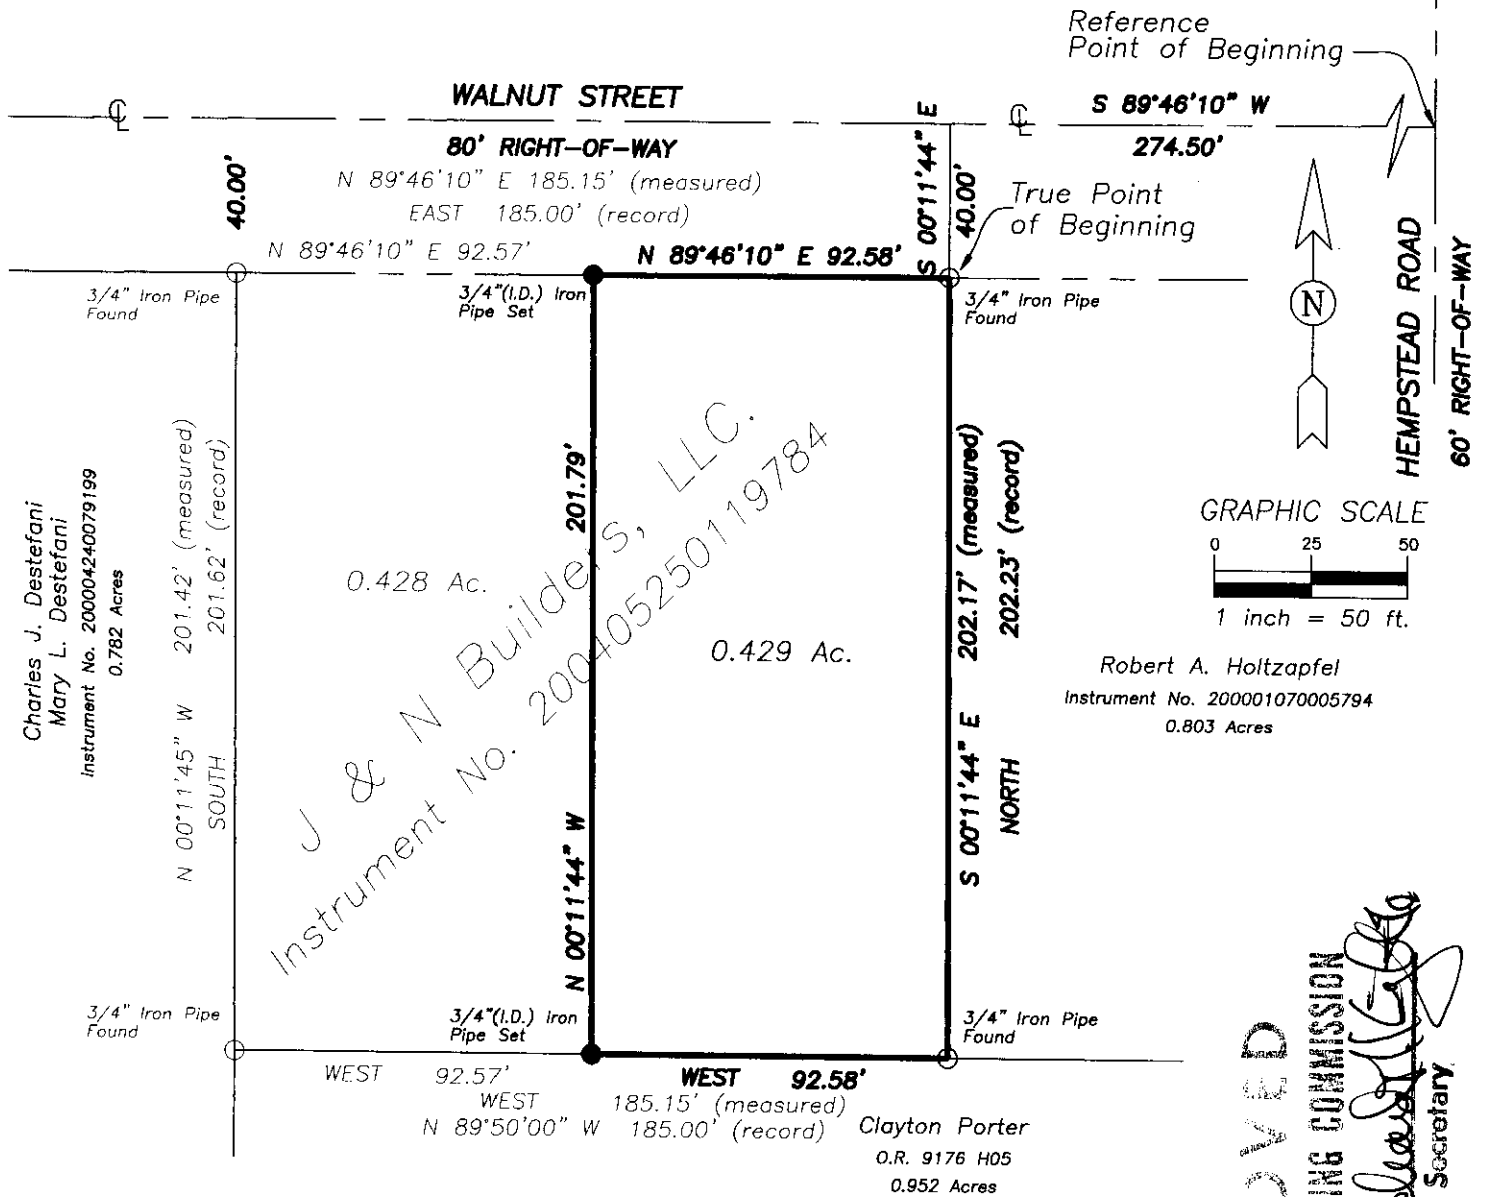 Reference
Point of Beginning
WALNUT STREET
S 89°46'10" W
80' RIGHT-OF-WAY
274.50'
N 89°46'10" E 185.15' (measured)
EAST 185.00' (record)
40.00'
S 00°11'44" E
40.00'
True Point
of Beginning
N 89°46'10" E 92.57'
N 89°46'10" E 92.58'
3/4" Iron Pipe
Found
3/4"(I.D.) Iron
Pipe Set
3/4" Iron Pipe
Found
N
HEMPSTEAD ROAD
60' RIGHT-OF-WAY
GRAPHIC SCALE
0 25 50
1 inch = 50 ft.
Charles J. Destefani
Mary L. Destefani
Instrument No. 200004240079199
0.782 Acres
N 00°11'45" W 201.42' (measured)
SOUTH 201.62' (record)
0.428 Ac.
J & N Builders, LLC.
Instrument No. 200405250119784
N 00°11'44" W 201.79'
0.429 Ac.
S 00°11'44" E 202.17' (measured)
NORTH 202.23' (record)
Robert A. Holtzapfel
Instrument No. 200001070005794
0.803 Acres
3/4" Iron Pipe
Found
3/4"(I.D.) Iron
Pipe Set
3/4" Iron Pipe
Found
WEST 92.57'
WEST 92.58'
WEST 185.15' (measured)
N 89°50'00" W 185.00' (record)
Clayton Porter
O.R. 9176 H05
0.952 Acres
OVED
ING COMMISSION
Secretary